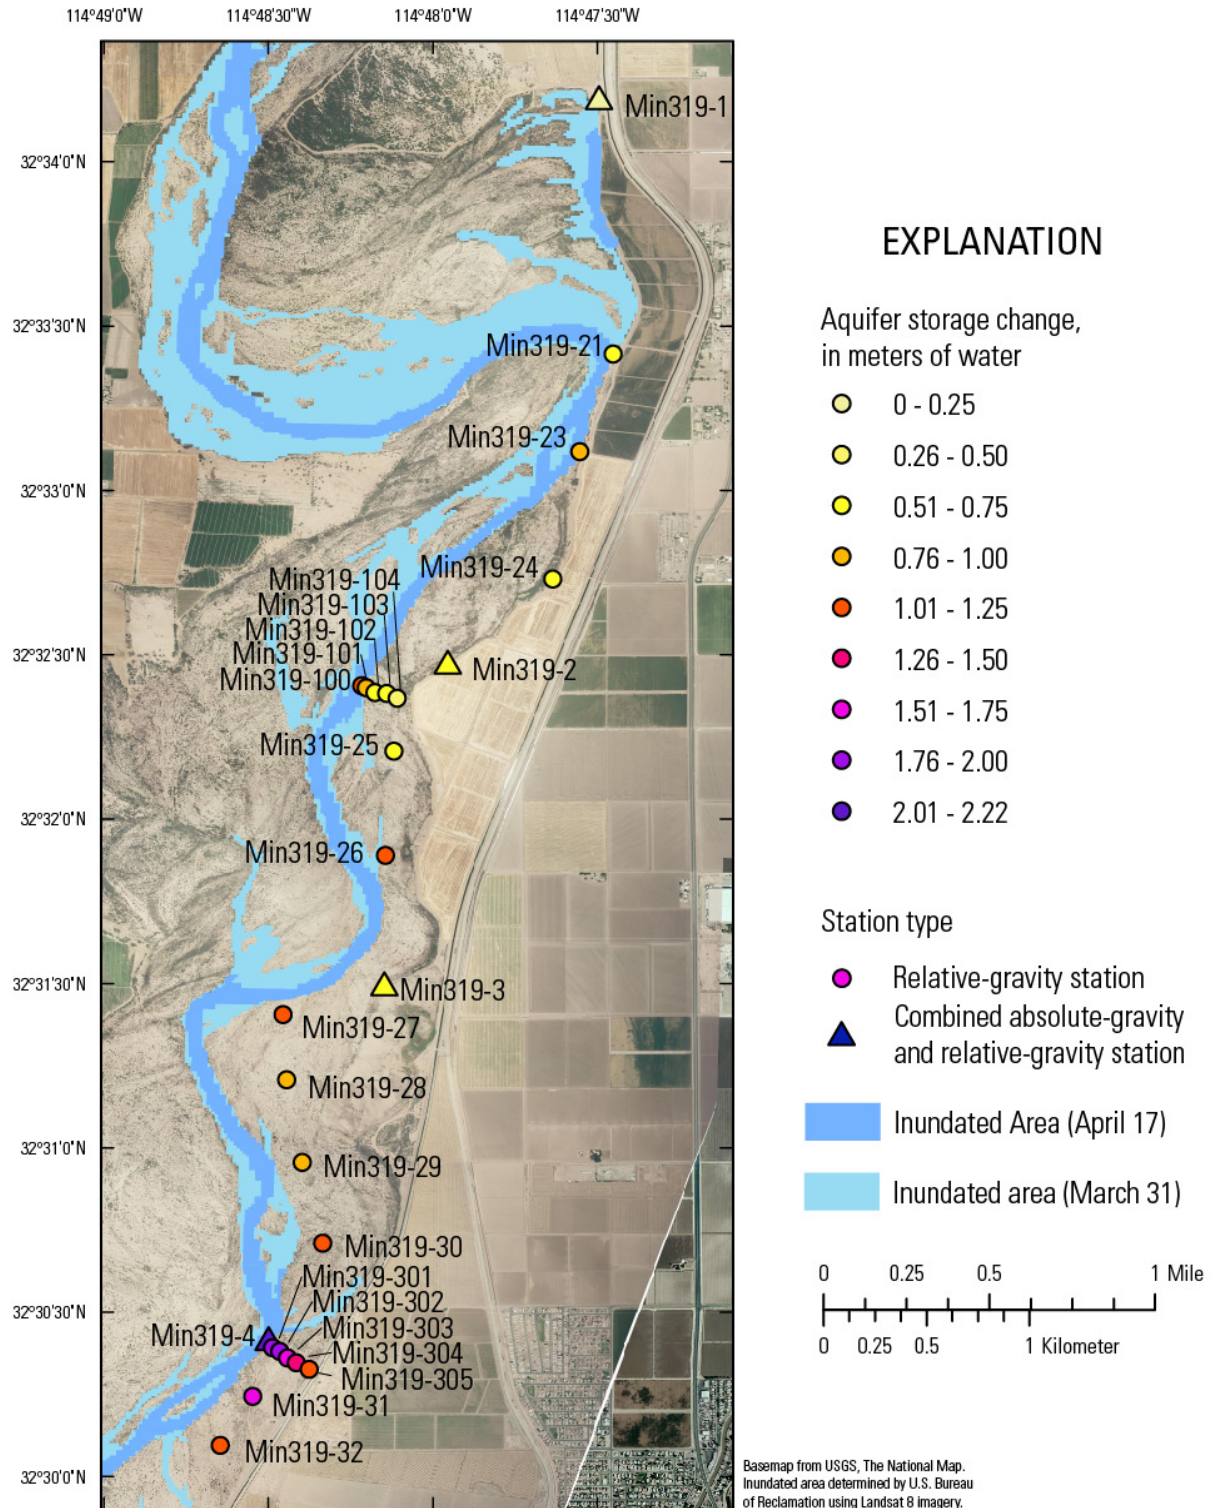 114°49'0"W
114°48'30"W
114°48'0"W
114°47'30"W
32°34'0"N
32°33'30"N
32°33'0"N
32°32'30"N
32°32'0"N
32°31'30"N
32°31'0"N
32°30'30"N
32°30'0"N
Min319-1
Min319-21
Min319-23
Min319-24
Min319-104
Min319-103
Min319-102
Min319-101
Min319-100
Min319-2
Min319-25
Min319-26
Min319-3
Min319-27
Min319-28
Min319-29
Min319-30
Min319-301
Min319-302
Min319-4
Min319-303
Min319-304
Min319-305
Min319-31
Min319-32
EXPLANATION
Aquifer storage change,
in meters of water
0 - 0.25
0.26 - 0.50
0.51 - 0.75
0.76 - 1.00
1.01 - 1.25
1.26 - 1.50
1.51 - 1.75
1.76 - 2.00
2.01 - 2.22
Station type
Relative-gravity station
Combined absolute-gravity
and relative-gravity station
Inundated Area (April 17)
Inundated area (March 31)
0 0.25 0.5 1 Mile
0 0.25 0.5 1 Kilometer
Basemap from USGS, The National Map.
Inundated area determined by U.S. Bureau
of Reclamation using Landsat 8 imagery.